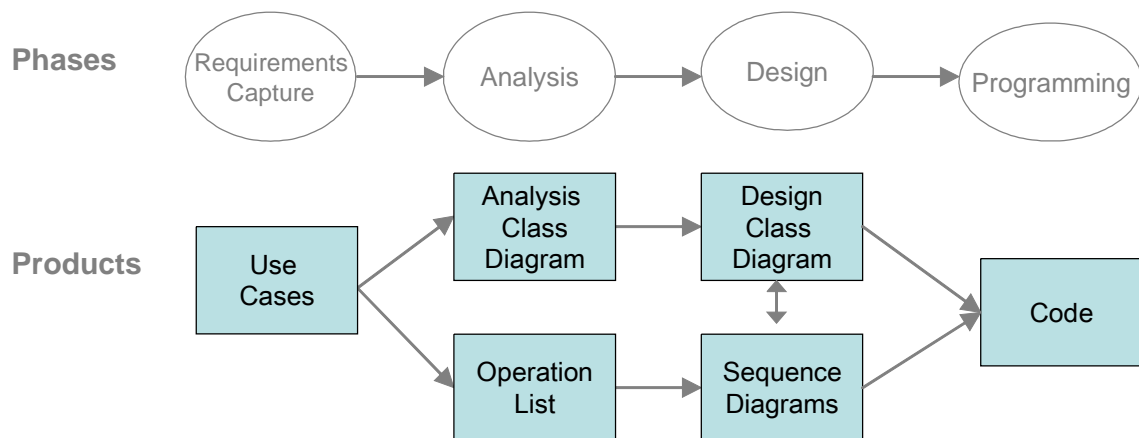 Phases
Requirements
Capture
Analysis
Design
Programming
Products
Use
Cases
Analysis
Class
Diagram
Design
Class
Diagram
Operation
List
Sequence
Diagrams
Code